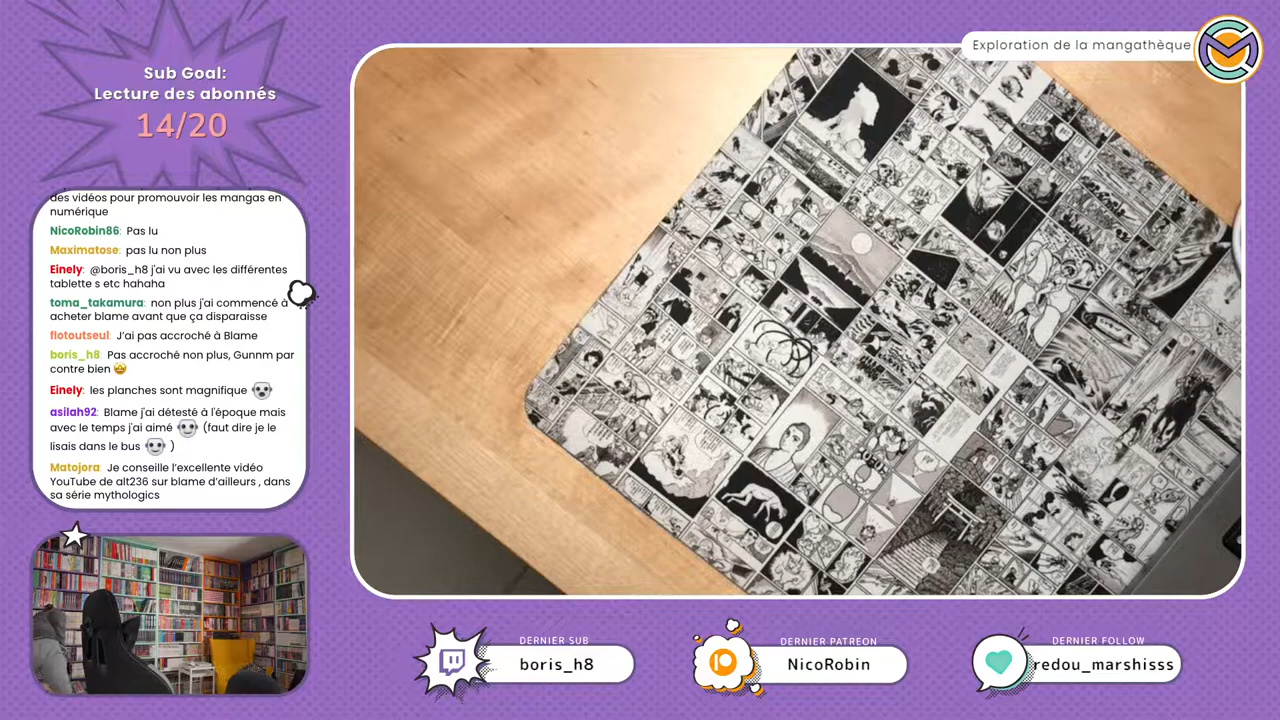 Sub Goal:
Lecture des abonnés
14/20
des vidéos pour promouvoir les mangas en
numérique
NicoRobin86: Pas lu
Maximatose: pas lu non plus
Einely: @boris_h8 j'ai vu avec les différentes
tablette s etc hahaha
toma_takamura: non plus j'ai commencé à
acheter blame avant que ça disparaisse
flotoutseul: J'ai pas accroché à Blame
boris_h8: Pas accroché non plus, Gunnm par
contre bien
Einely: les planches sont magnifique
asilah92: Blame j'ai détesté à l'époque mais
avec le temps j'ai aimé (faut dire je le
lisais dans le bus )
Matojora: Je conseille l'excellente vidéo
YouTube de alt236 sur blame d'ailleurs , dans
sa série mythologics
Exploration de la mangathèque
DERNIER SUB
boris_h8
DERNIER PATREON
NicoRobin
DERNIER FOLLOW
redou_marshisss